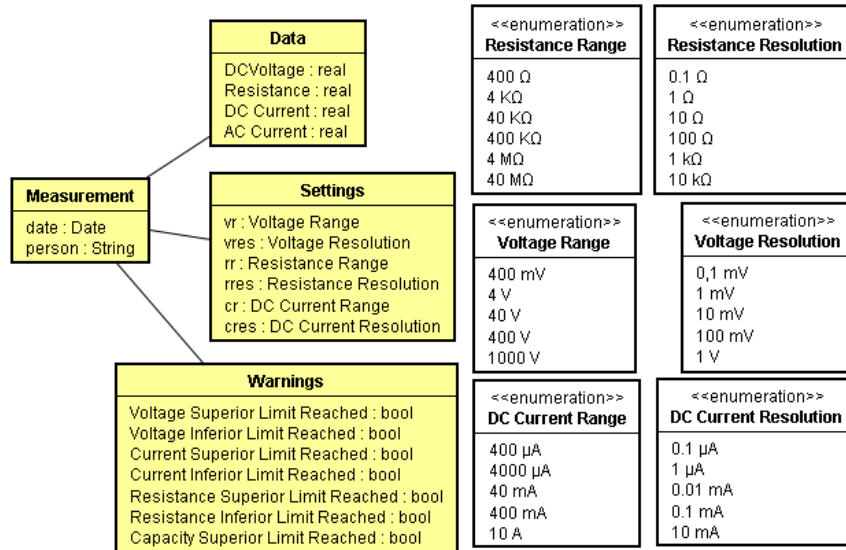 Data
DCVoltage : real
Resistance : real
DC Current : real
AC Current : real
Measurement
date : Date
person : String
Settings
vr : Voltage Range
vres : Voltage Resolution
rr : Resistance Range
rres : Resistance Resolution
cr : DC Current Range
cres : DC Current Resolution
Warnings
Voltage Superior Limit Reached : bool
Voltage Inferior Limit Reached : bool
Current Superior Limit Reached : bool
Current Inferior Limit Reached : bool
Resistance Superior Limit Reached : bool
Resistance Inferior Limit Reached : bool
Capacity Superior Limit Reached : bool
<<enumeration>>
Resistance Range
400 Ω
4 KΩ
40 KΩ
400 KΩ
4 MΩ
40 MΩ
<<enumeration>>
Resistance Resolution
0.1 Ω
1 Ω
10 Ω
100 Ω
1 kΩ
10 kΩ
<<enumeration>>
Voltage Range
400 mV
4 V
40 V
400 V
1000 V
<<enumeration>>
Voltage Resolution
0,1 mV
1 mV
10 mV
100 mV
1 V
<<enumeration>>
DC Current Range
400 µA
4000 µA
40 mA
400 mA
10 A
<<enumeration>>
DC Current Resolution
0.1 µA
1 µA
0.01 mA
0.1 mA
10 mA